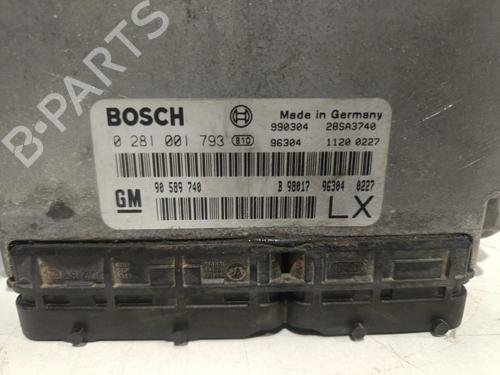 BOSCH
Made in Germany
990304 28SA3740
0 281 001 793 810 96304 1120 0227
GM 90 589 740 B 98017 96304 0227
LX